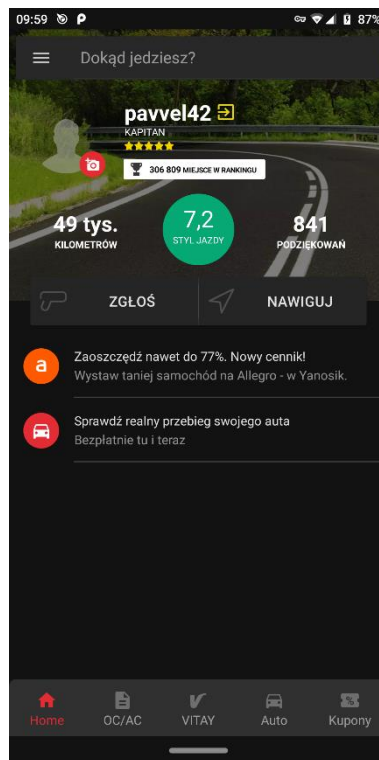 09:59 87%
Dokąd jedziesz?
pavvel42
KAPITAN
306 809 MIEJSCE W RANKINGU
49 tys.
KILOMETRÓW
7,2
STYL JAZDY
841
PODZIĘKOWAŃ
ZGŁOŚ NAWIGUJ
a
Zaoszczędź nawet do 77%. Nowy cennik!
Wystaw taniej samochód na Allegro - w Yanosik.
Sprawdź realny przebieg swojego auta
Bezpłatnie tu i teraz
Home OC/AC VITAY Auto Kupony